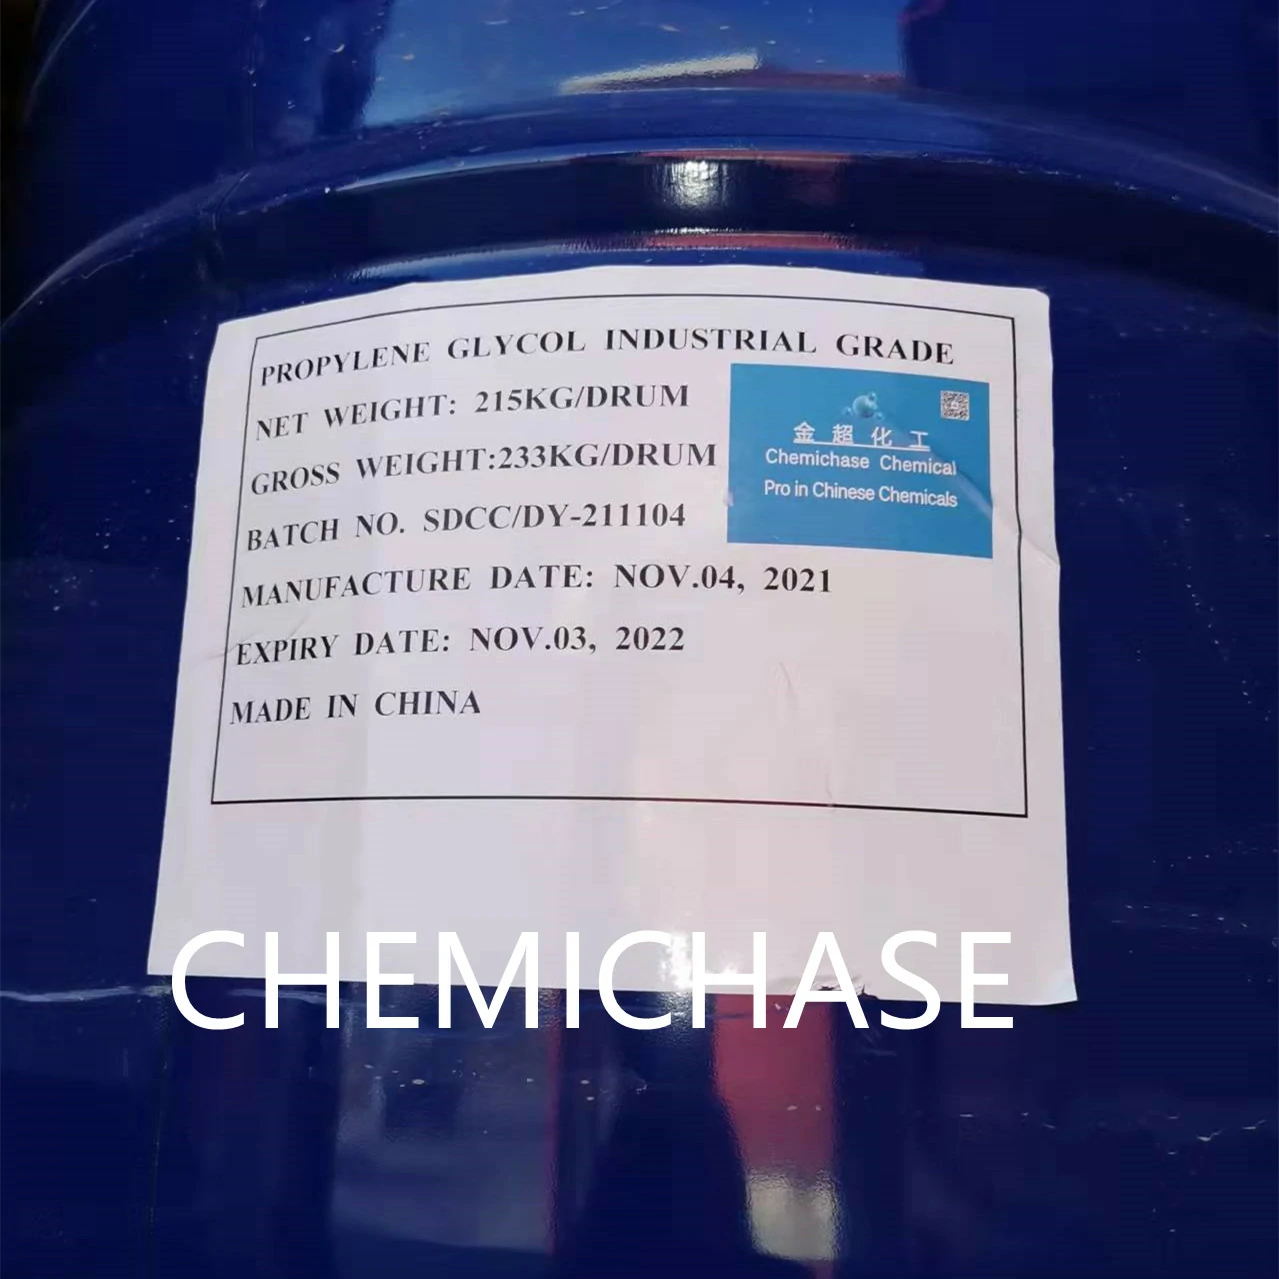 PROPYLENE GLYCOL INDUSTRIAL GRADE
NET WEIGHT: 215KG/DRUM
GROSS WEIGHT:233KG/DRUM
BATCH NO. SDCC/DY-211104
MANUFACTURE DATE: NOV.04, 2021
EXPIRY DATE: NOV.03, 2022
MADE IN CHINA
金超化工
Chemichase Chemical
Pro in Chinese Chemicals
CHEMICHASE